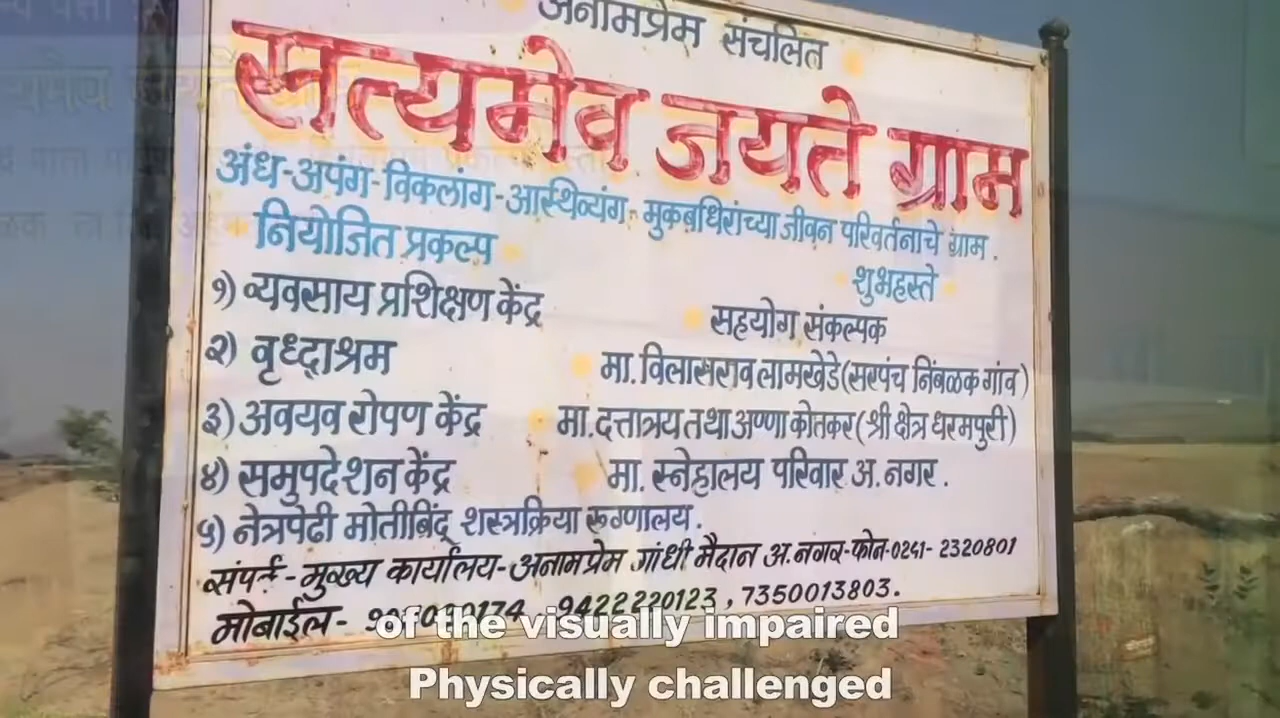 अनामप्रेम संचलित
सत्यमेव जयते ग्राम
अंध-अपंग-विकलांग-आस्थिव्यंग- मुकबधिरांच्या जीवन परिवर्तनाचे ग्राम.
नियोजित प्रकल्प
शुभहस्ते
१) व्यवसाय प्रशिक्षण केंद्र
सहयोग संकल्पक
२) वृध्दाश्रम
मा. विलासराव लामखेडे (सरपंच निंबळक गांव)
३) अवयव रोपण केंद्र
मा. दत्तात्रय तथा अण्णा कोतकर (श्री क्षेत्र धरमपुरी)
४) समुपदेशन केंद्र
मा. स्नेहालय परिवार अ. नगर.
५) नेत्रपेढी मोतीबिंदू शस्त्रक्रिया रूग्णालय.
संपर्क - मुख्य कार्यालय - अनामप्रेम गांधी मैदान अ. नगर - फोन-0241- 2320801
मोबाईल - 9422220123, 7350013803.
of the visually impaired
Physically challenged